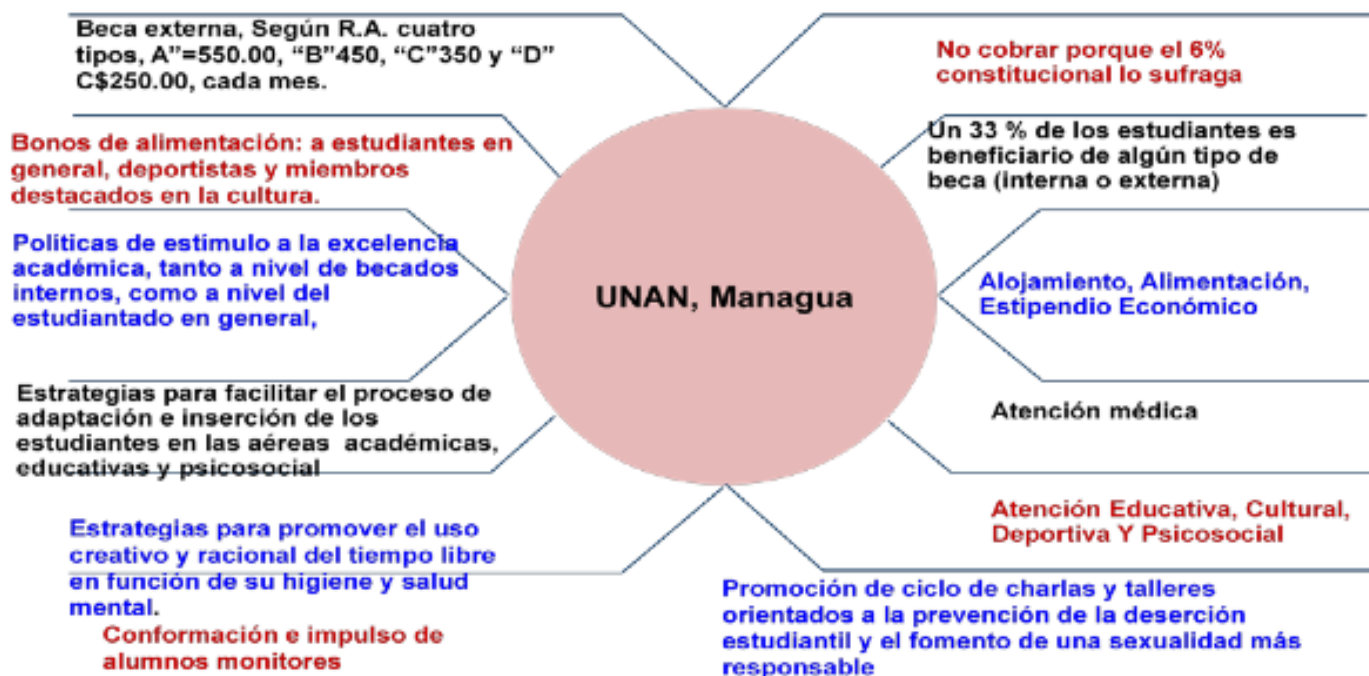 Beca externa, Según R.A. cuatro
tipos, A”=550.00, “B”450, “C”350 y “D”
C$250.00, cada mes.
Bonos de alimentación: a estudiantes en
general, deportistas y miembros
destacados en la cultura.
Políticas de estimulo a la excelencia
académica, tanto a nivel de becados
internos, como a nivel del
estudiantado en general,
Estrategias para facilitar el proceso de
adaptación e inserción de los
estudiantes en las aéreas académicas,
educativas y psicosocial
Estrategias para promover el uso
creativo y racional del tiempo libre
en función de su higiene y salud
mental.
Conformación e impulso de
alumnos monitores
UNAN, Managua
No cobrar porque el 6%
constitucional lo sufraga
Un 33 % de los estudiantes es
beneficiario de algún tipo de
beca (interna o externa)
Alojamiento, Alimentación,
Estipendio Económico
Atención médica
Atención Educativa, Cultural,
Deportiva Y Psicosocial
Promoción de ciclo de charlas y talleres
orientados a la prevención de la deserción
estudiantil y el fomento de una sexualidad más
responsable